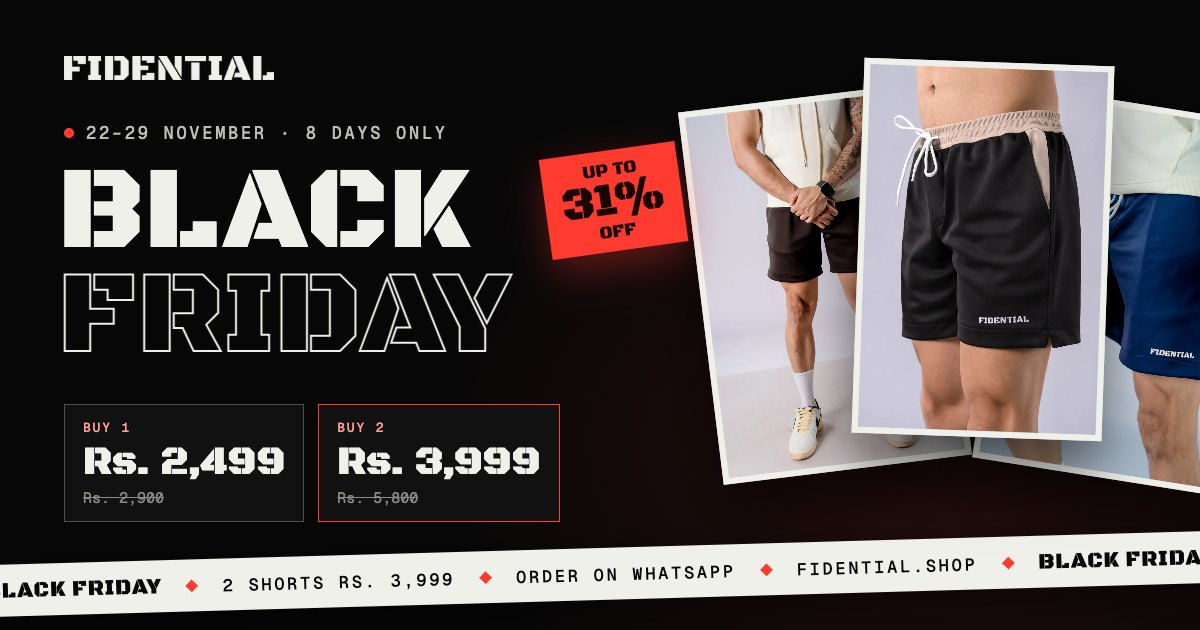 FIDENTIAL
22–29 NOVEMBER · 8 DAYS ONLY
BLACK
FRIDAY
UP TO
31%
OFF
BUY 1
Rs. 2,499
Rs. 2,900
BUY 2
Rs. 3,999
Rs. 5,800
FIDENTIAL
FIDENTIAL
LACK FRIDAY ◆ 2 SHORTS RS. 3,999 ◆ ORDER ON WHATSAPP ◆ FIDENTIAL.SHOP ◆ BLACK FRIDA